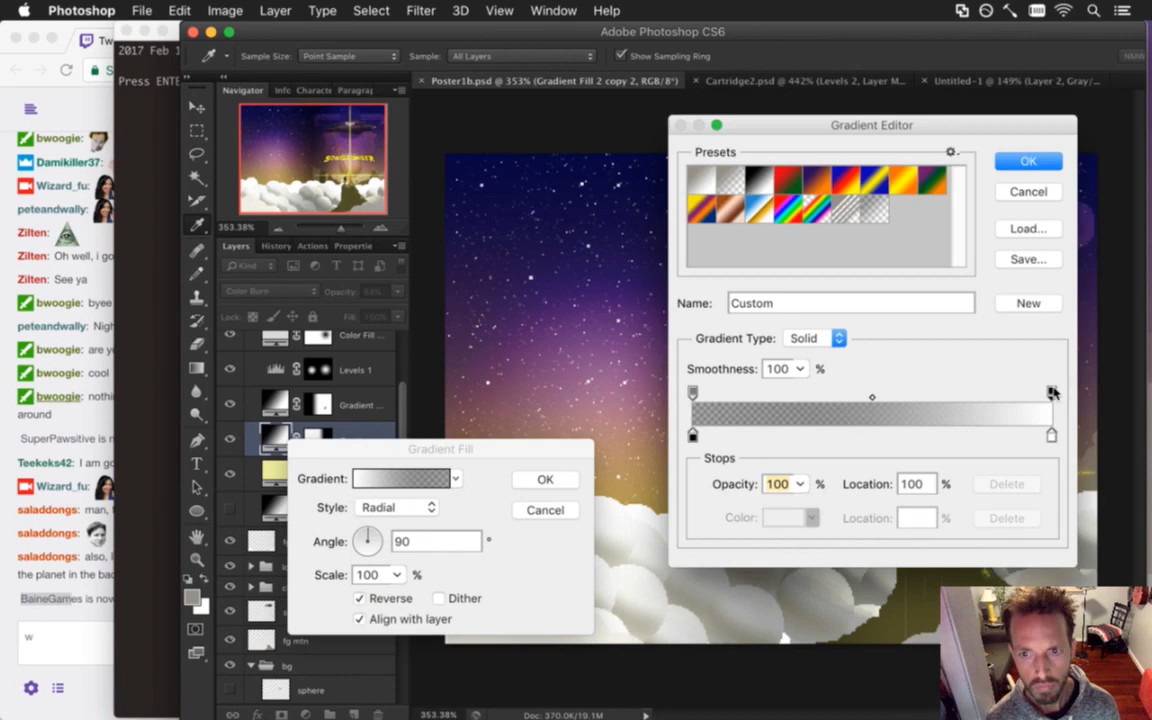 Photoshop File Edit Image Layer Type Select Filter 3D View Window Help
Adobe Photoshop CS6
Tw
2017 Feb 1
Press ENTE
Sample Size: Point Sample Sample: All Layers Show Sampling Ring
Poster1b.psd @ 353% (Gradient Fill 2 copy 2, RGB/8*) Cartridge2.psd @ 442% (Levels 2, Layer M... Untitled-1 @ 149% (Layer 2, Gray/...
Navigator Info Charact Paragraj
353.38%
Layers History Actions Propertie
Kind
Color Burn Opacity:
Lock: Fill:
Color Fill ...
Levels 1
Gradient ...
fg mtn
bg
sphere
bwoogie:
Damikiller37:
Wizard_fu:
peteandwally:
Zilten:
Zilten: Oh well, i go
Zilten: See ya
bwoogie: byee
peteandwally: Nigh
bwoogie: are yo
bwoogie: cool
bwoogie: nothi
around
SuperPawsitive is n
Teekeks42: I am go
Wizard_fu:
saladdongs: man, t
saladdongs:
saladdongs: also, I
the planet in the bac
BaineGames is now
w
Gradient Editor
Presets
OK
Cancel
Load...
Save...
Name: Custom
New
Gradient Type: Solid
Smoothness: 100 %
Stops
Opacity: 100 % Location: 100 % Delete
Color: Location: % Delete
Gradient Fill
Gradient:
OK
Style: Radial
Cancel
Angle: 90 °
Scale: 100 %
Reverse Dither
Align with layer
353.38% Doc: 370.0K/19.1M